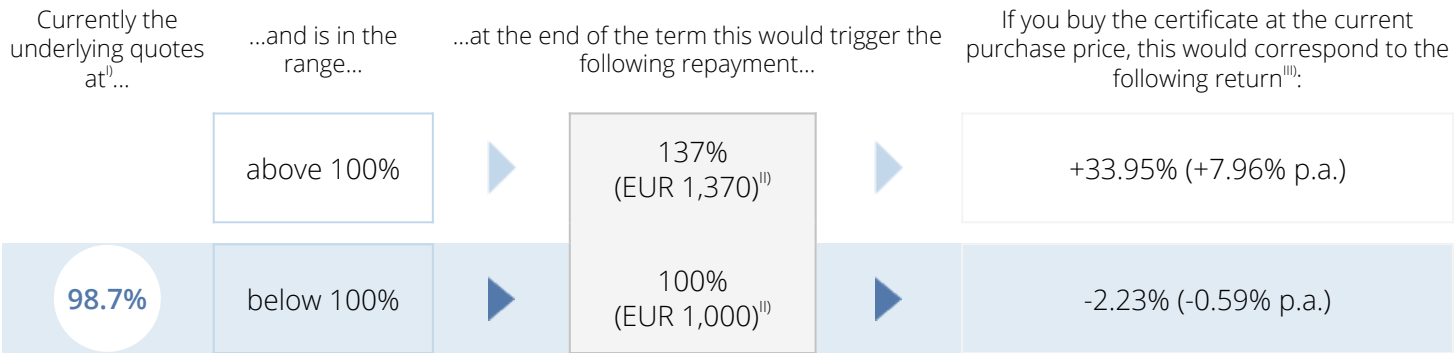 Currently the
underlying quotes
at^I)...
...and is in the
range...
...at the end of the term this would trigger the
following repayment...
If you buy the certificate at the current
purchase price, this would correspond to the
following return^III):
above 100%
137%
(EUR 1,370)^II)
+33.95% (+7.96% p.a.)
98.7%
below 100%
100%
(EUR 1,000)^II)
-2.23% (-0.59% p.a.)